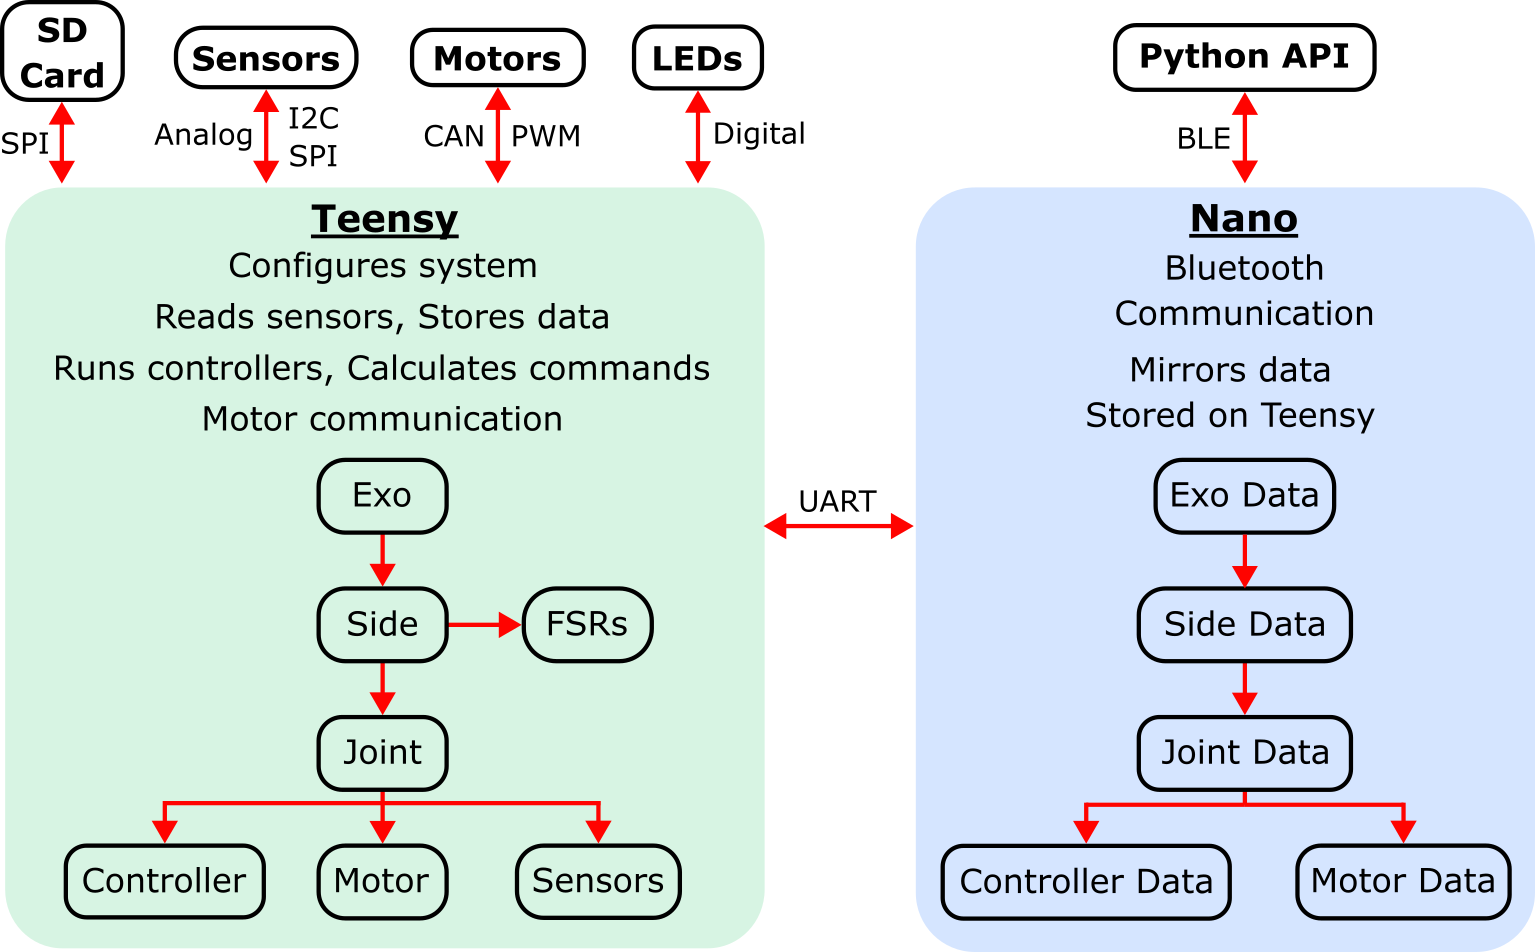 SD
Card
Sensors
Motors
LEDs
Python API
SPI
Analog
I2C
SPI
CAN
PWM
Digital
BLE
Teensy
Configures system
Reads sensors, Stores data
Runs controllers, Calculates commands
Motor communication
Exo
Side
FSRs
Joint
Controller
Motor
Sensors
UART
Nano
Bluetooth
Communication
Mirrors data
Stored on Teensy
Exo Data
Side Data
Joint Data
Controller Data
Motor Data